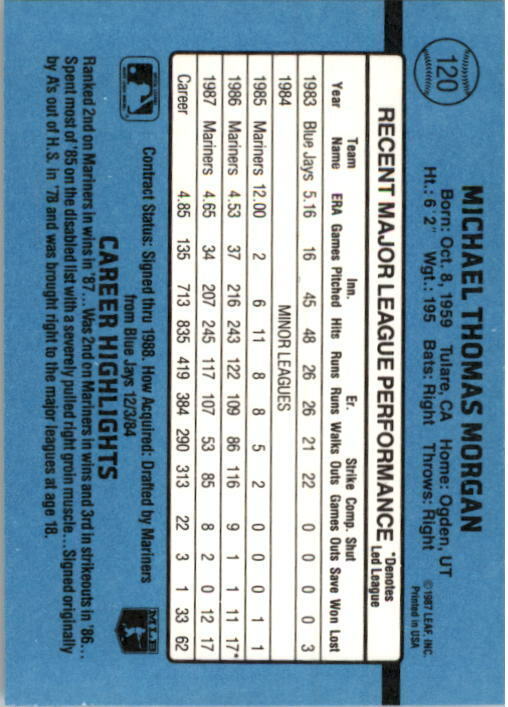 120
MICHAEL THOMAS MORGAN
Born: Oct. 8, 1959 Tulare, CA Home: Ogden, UT
Ht.: 6' 2" Wgt.: 195 Bats: Right Throws: Right
©1987 LEAF, INC.
Printed in USA
RECENT MAJOR LEAGUE PERFORMANCE *Denotes Led League
Year Team Name ERA Games Inn. Pitched Hits Runs Er. Runs Walks Strike Outs Comp. Games Shut Outs Save Won Lost
1983 Blue Jays 5.16 16 45 48 26 26 21 22 0 0 0 0 3
1984 MINOR LEAGUES
1985 Mariners 12.00 2 6 11 8 8 5 2 0 0 0 1 1
1986 Mariners 4.53 37 216 243 122 109 86 116 9 1 1 11 17*
1987 Mariners 4.65 34 207 245 117 107 53 85 8 2 0 12 17
Career 4.85 135 713 835 419 384 290 313 22 3 1 33 62
Contract Status: Signed thru 1988. How Acquired: Drafted by Mariners
from Blue Jays 12/3/84
MLB
CAREER HIGHLIGHTS
Ranked 2nd on Mariners in wins in '87... Was 2nd on Mariners in wins and 3rd in strikeouts in '86...
Spent most of '85 on the disabled list with a severely pulled right groin muscle... Signed originally
by A's out of H.S. in '78 and was brought right to the major leagues at age 18.